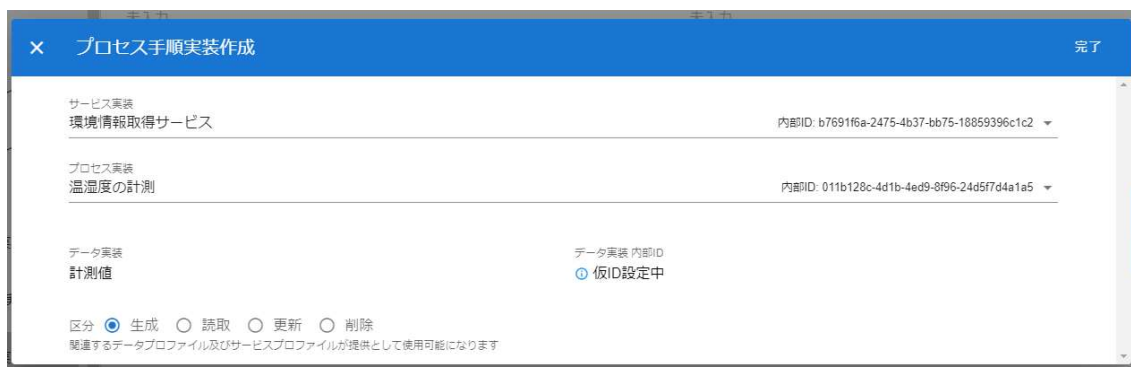 未入力 未入力
× プロセス手順実装作成 完了
サービス実装
環境情報取得サービス 内部ID: b7691f6a-2475-4b37-bb75-18859396c1c2
プロセス実装
温湿度の計測 内部ID: 011b128c-4d1b-4ed9-8f96-24d5f7d4a1a5
データ実装 データ実装 内部ID
計測値 仮ID設定中
区分 生成 読取 更新 削除
関連するデータプロファイル及びサービスプロファイルが提供として使用可能になります